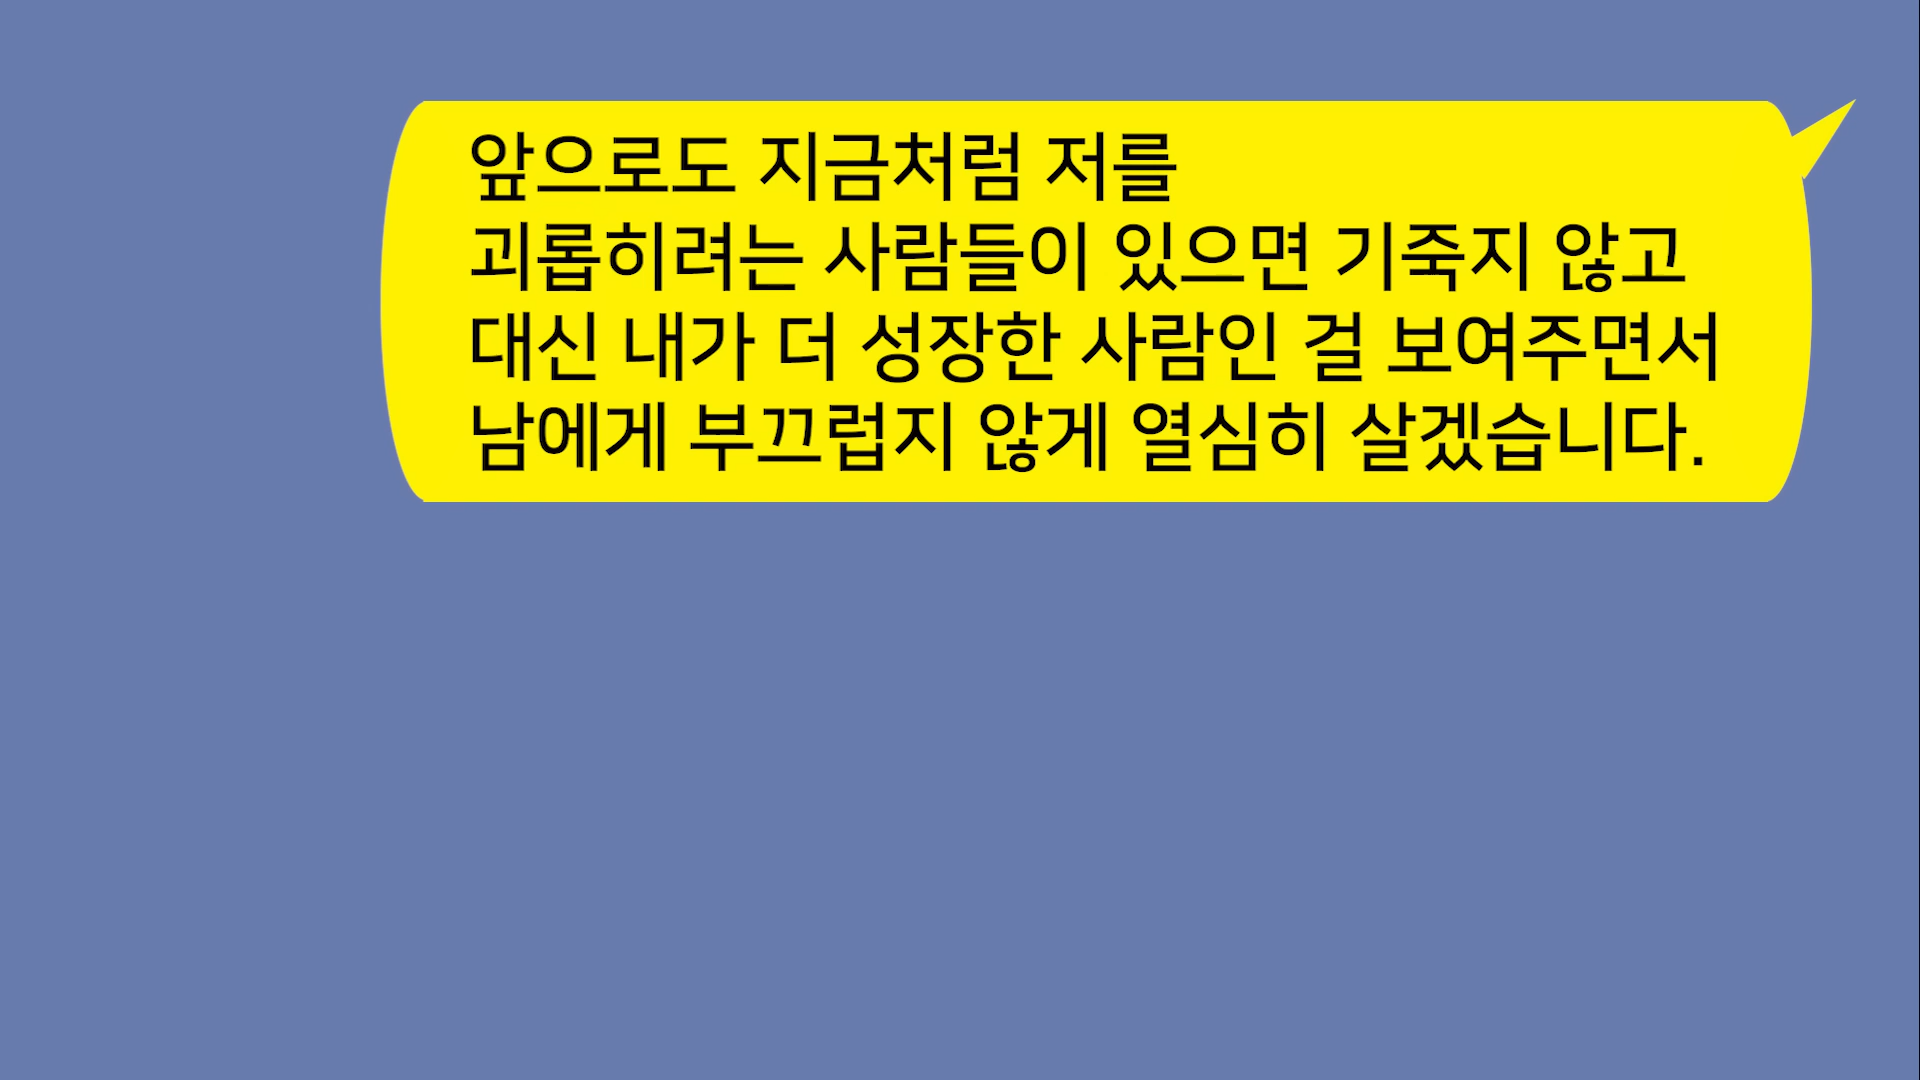 앞으로도 지금처럼 저를
괴롭히려는 사람들이 있으면 기죽지 않고
대신 내가 더 성장한 사람인 걸 보여주면서
남에게 부끄럽지 않게 열심히 살겠습니다.